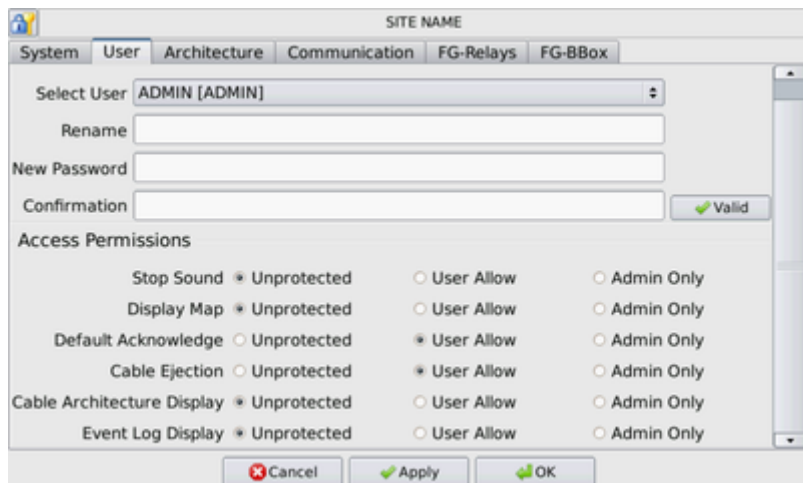 SITE NAME
System User Architecture Communication FG-Relays FG-BBox
Select User ADMIN [ADMIN]
Rename
New Password
Confirmation Valid
Access Permissions
Stop Sound Unprotected User Allow Admin Only
Display Map Unprotected User Allow Admin Only
Default Acknowledge Unprotected User Allow Admin Only
Cable Ejection Unprotected User Allow Admin Only
Cable Architecture Display Unprotected User Allow Admin Only
Event Log Display Unprotected User Allow Admin Only
Cancel Apply OK